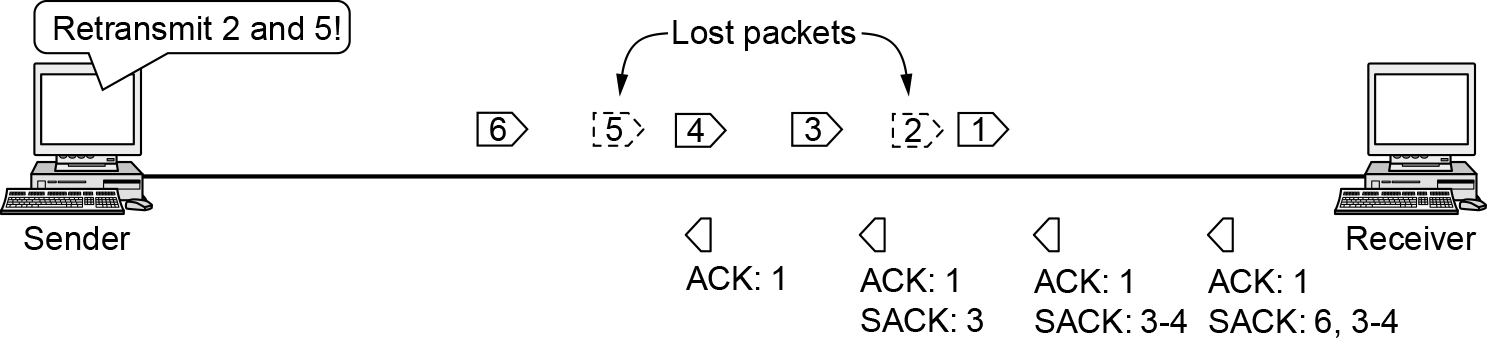 Retransmit 2 and 5!
Lost packets
6 5 4 3 2 1
Sender
Receiver
ACK: 1
ACK: 1
SACK: 3
ACK: 1
SACK: 3-4
ACK: 1
SACK: 6, 3-4